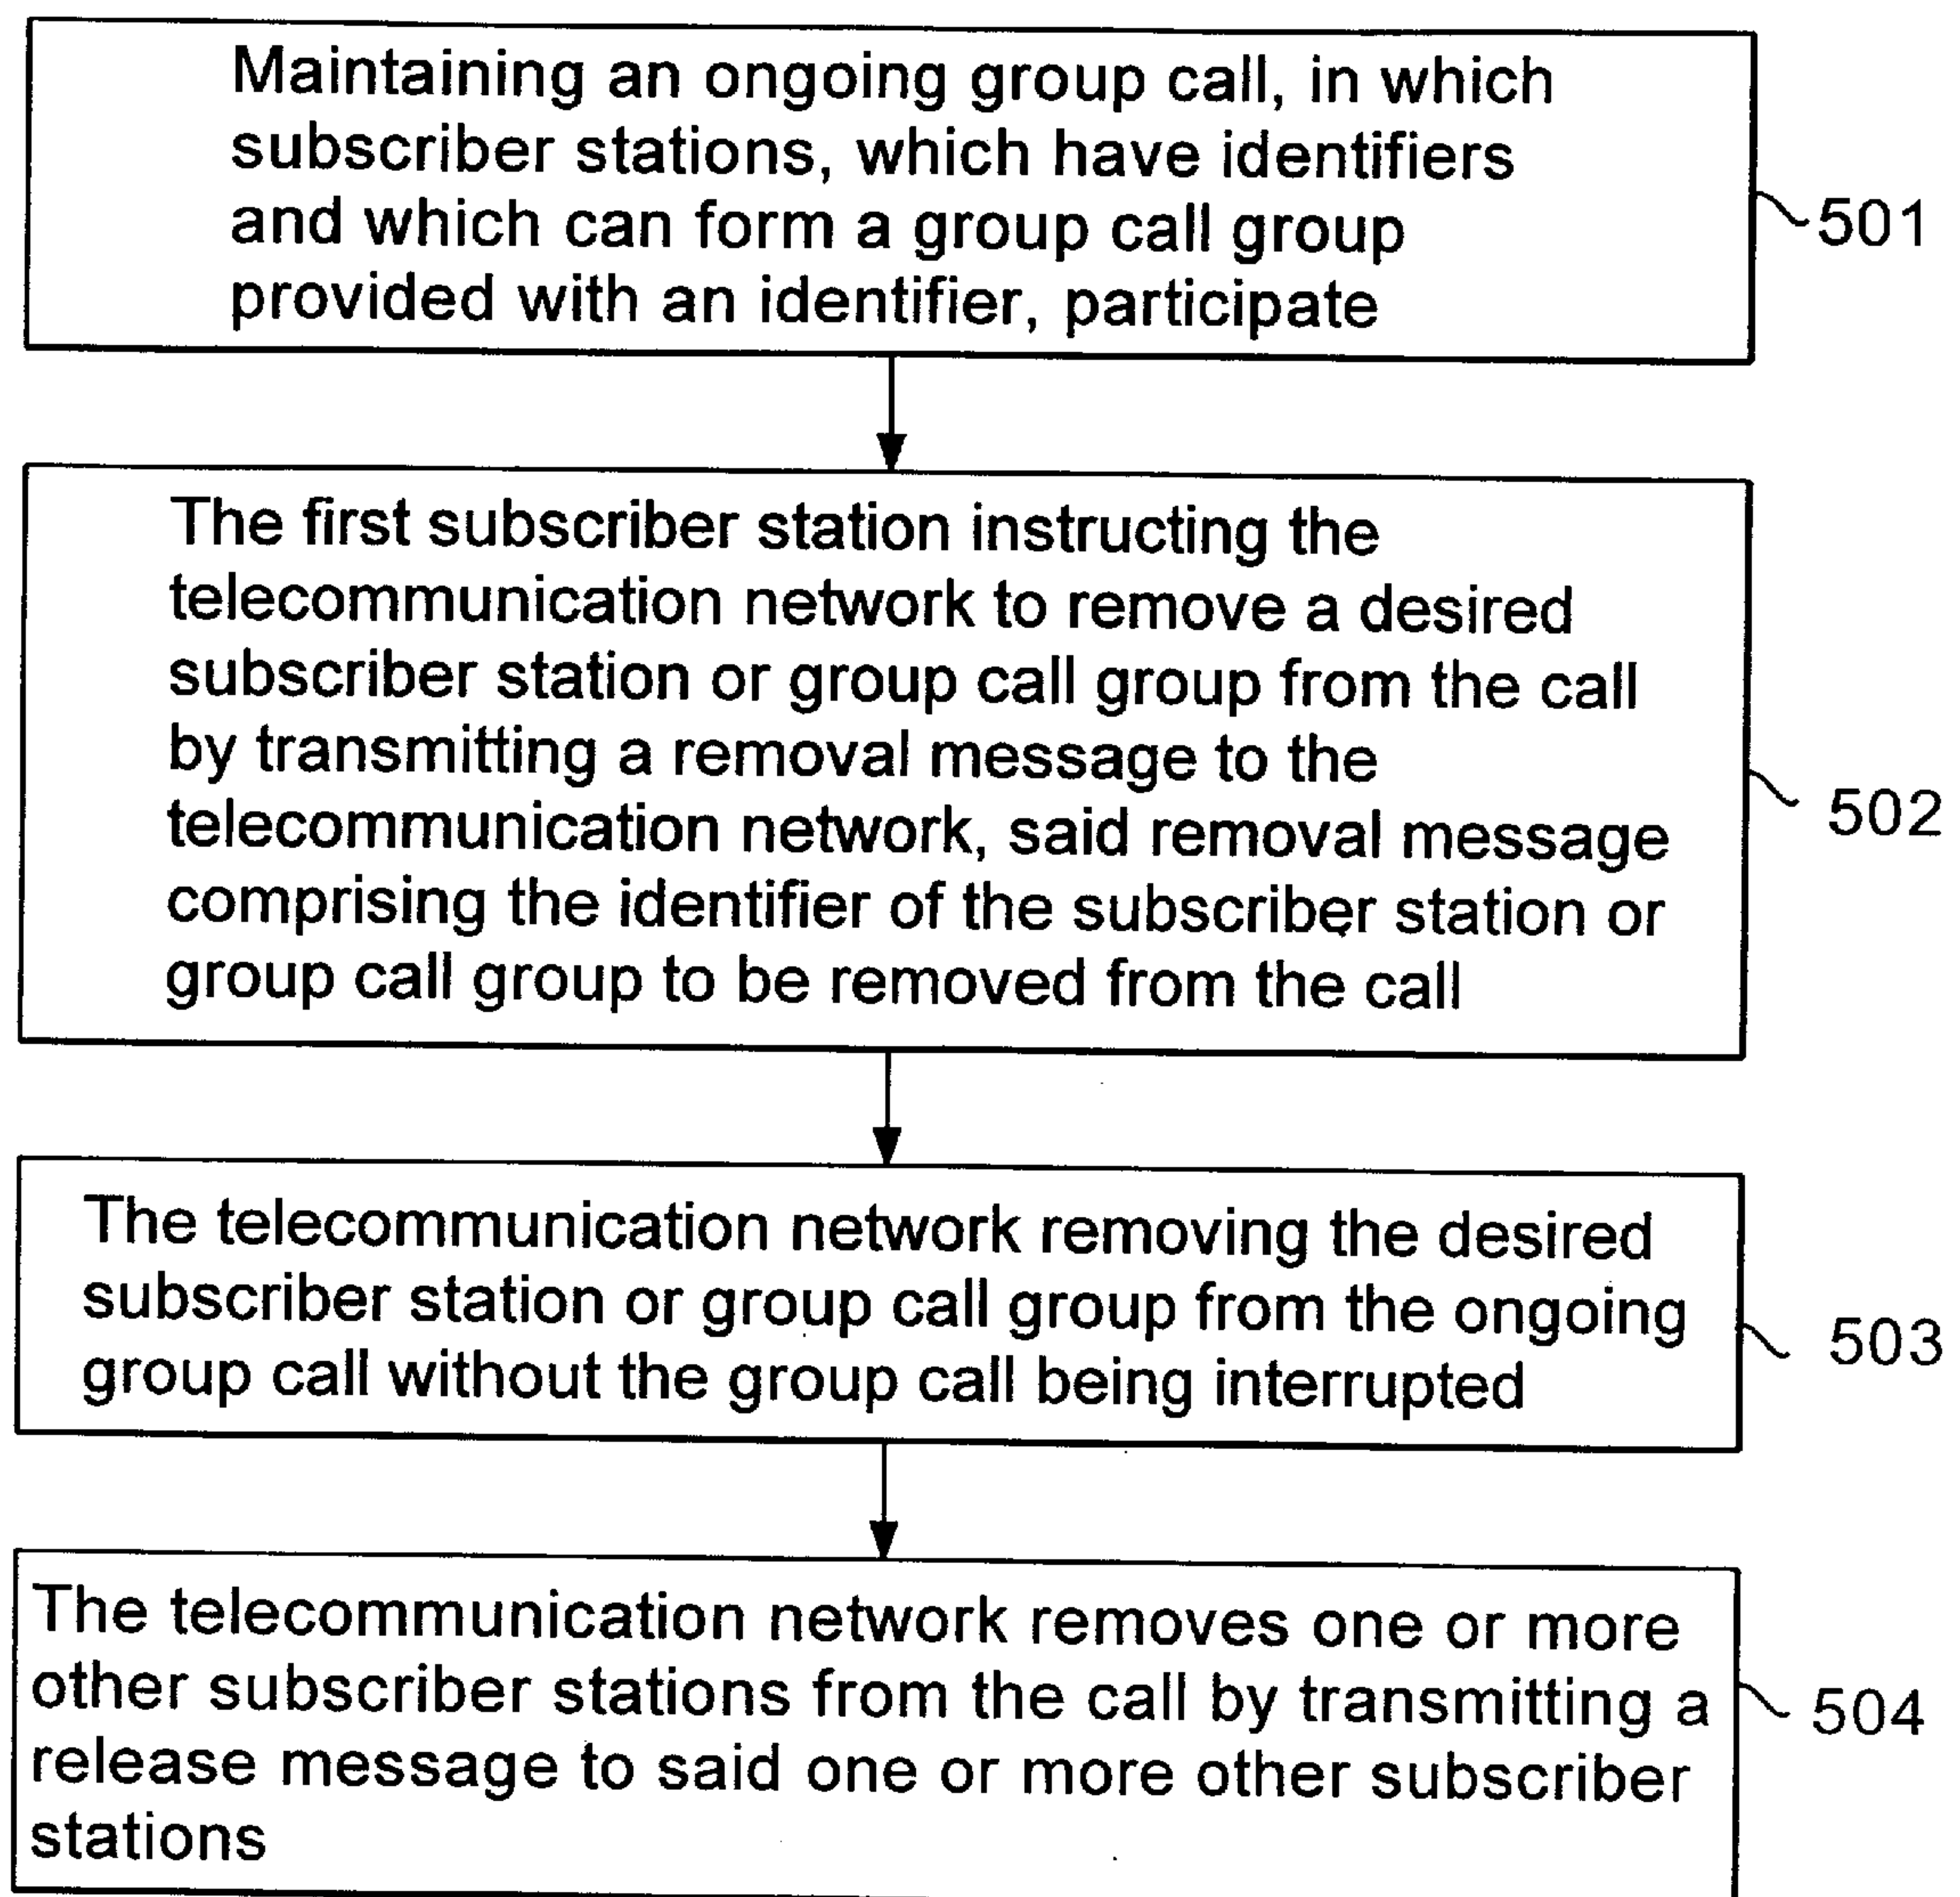 Maintaining an ongoing group call, in which
subscriber stations, which have identifiers
and which can form a group call group
provided with an identifier, participate
501
The first subscriber station instructing the
telecommunication network to remove a desired
subscriber station or group call group from the call
by transmitting a removal message to the
telecommunication network, said removal message
comprising the identifier of the subscriber station or
group call group to be removed from the call
502
The telecommunication network removing the desired
subscriber station or group call group from the ongoing
group call without the group call being interrupted
503
The telecommunication network removes one or more
other subscriber stations from the call by transmitting a
release message to said one or more other subscriber
stations
504